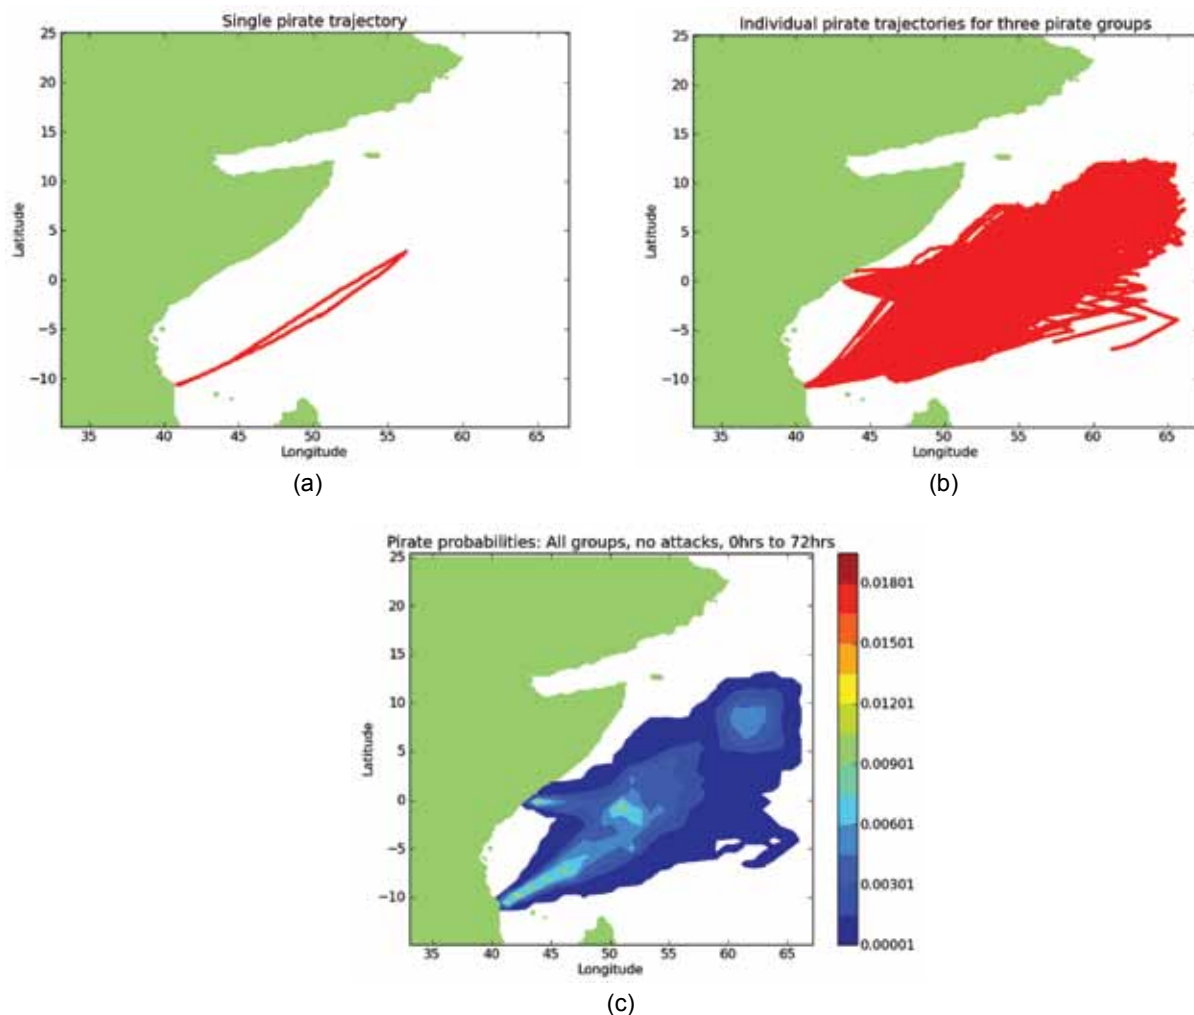 Single pirate trajectory
25
20
15
10
5
0
−5
−10
Latitude
35 40 45 50 55 60 65
Longitude
(a)
Individual pirate trajectories for three pirate groups
25
20
15
10
5
0
−5
−10
Latitude
35 40 45 50 55 60 65
Longitude
(b)
Pirate probabilities: All groups, no attacks, 0hrs to 72hrs
25
20
15
10
5
0
−5
−10
Latitude
35 40 45 50 55 60 65
Longitude
0.01801
0.01501
0.01201
0.00901
0.00601
0.00301
0.00001
(c)